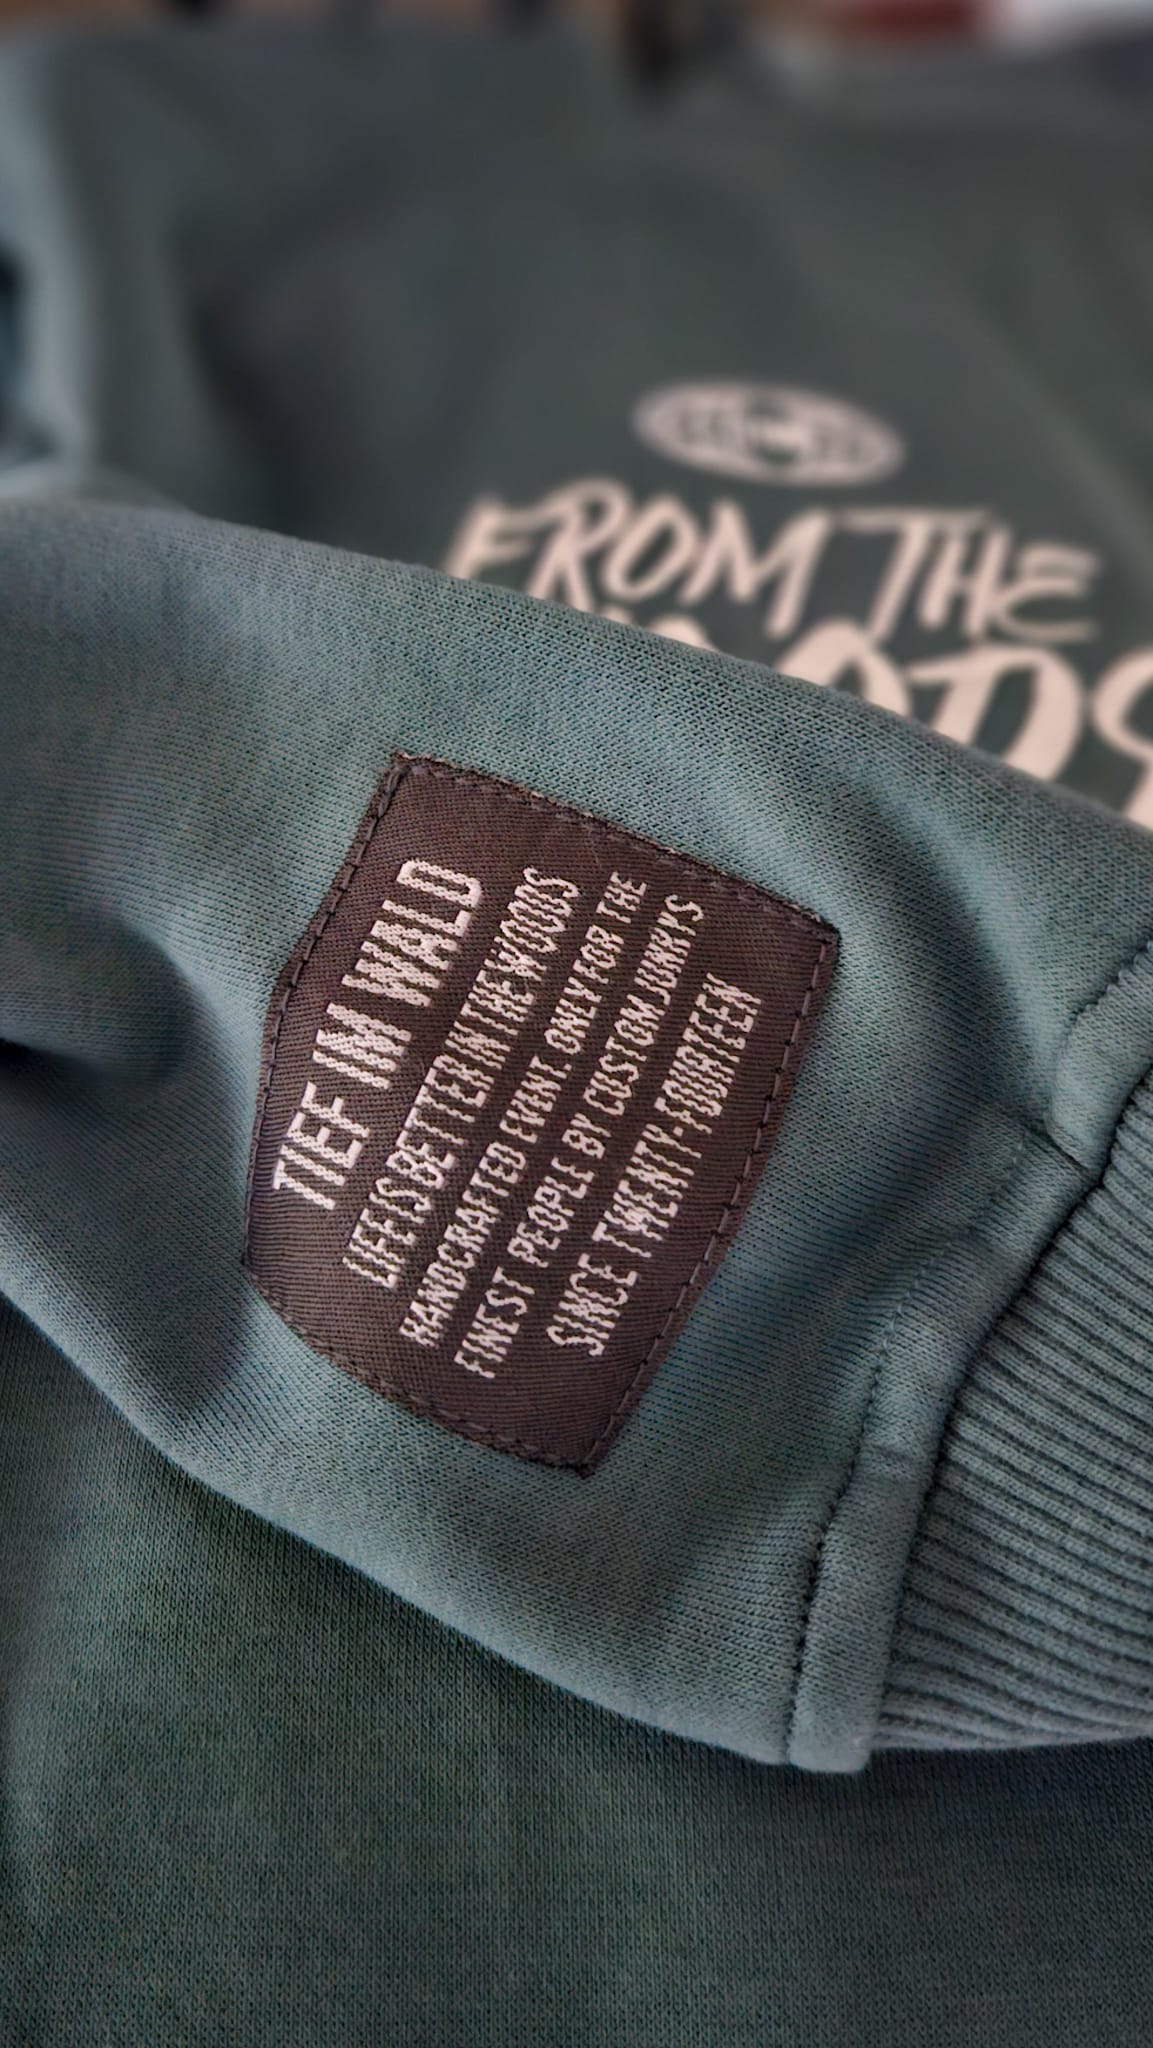 FROM THE
TIEF IM WALD
LIFE IS BETTER IN THE WOODS
HANDCRAFTED EVENT. ONLY FOR THE
FINEST PEOPLE BY CUSTOM JUNKYS
SINCE TWENTY-FOURTEEN